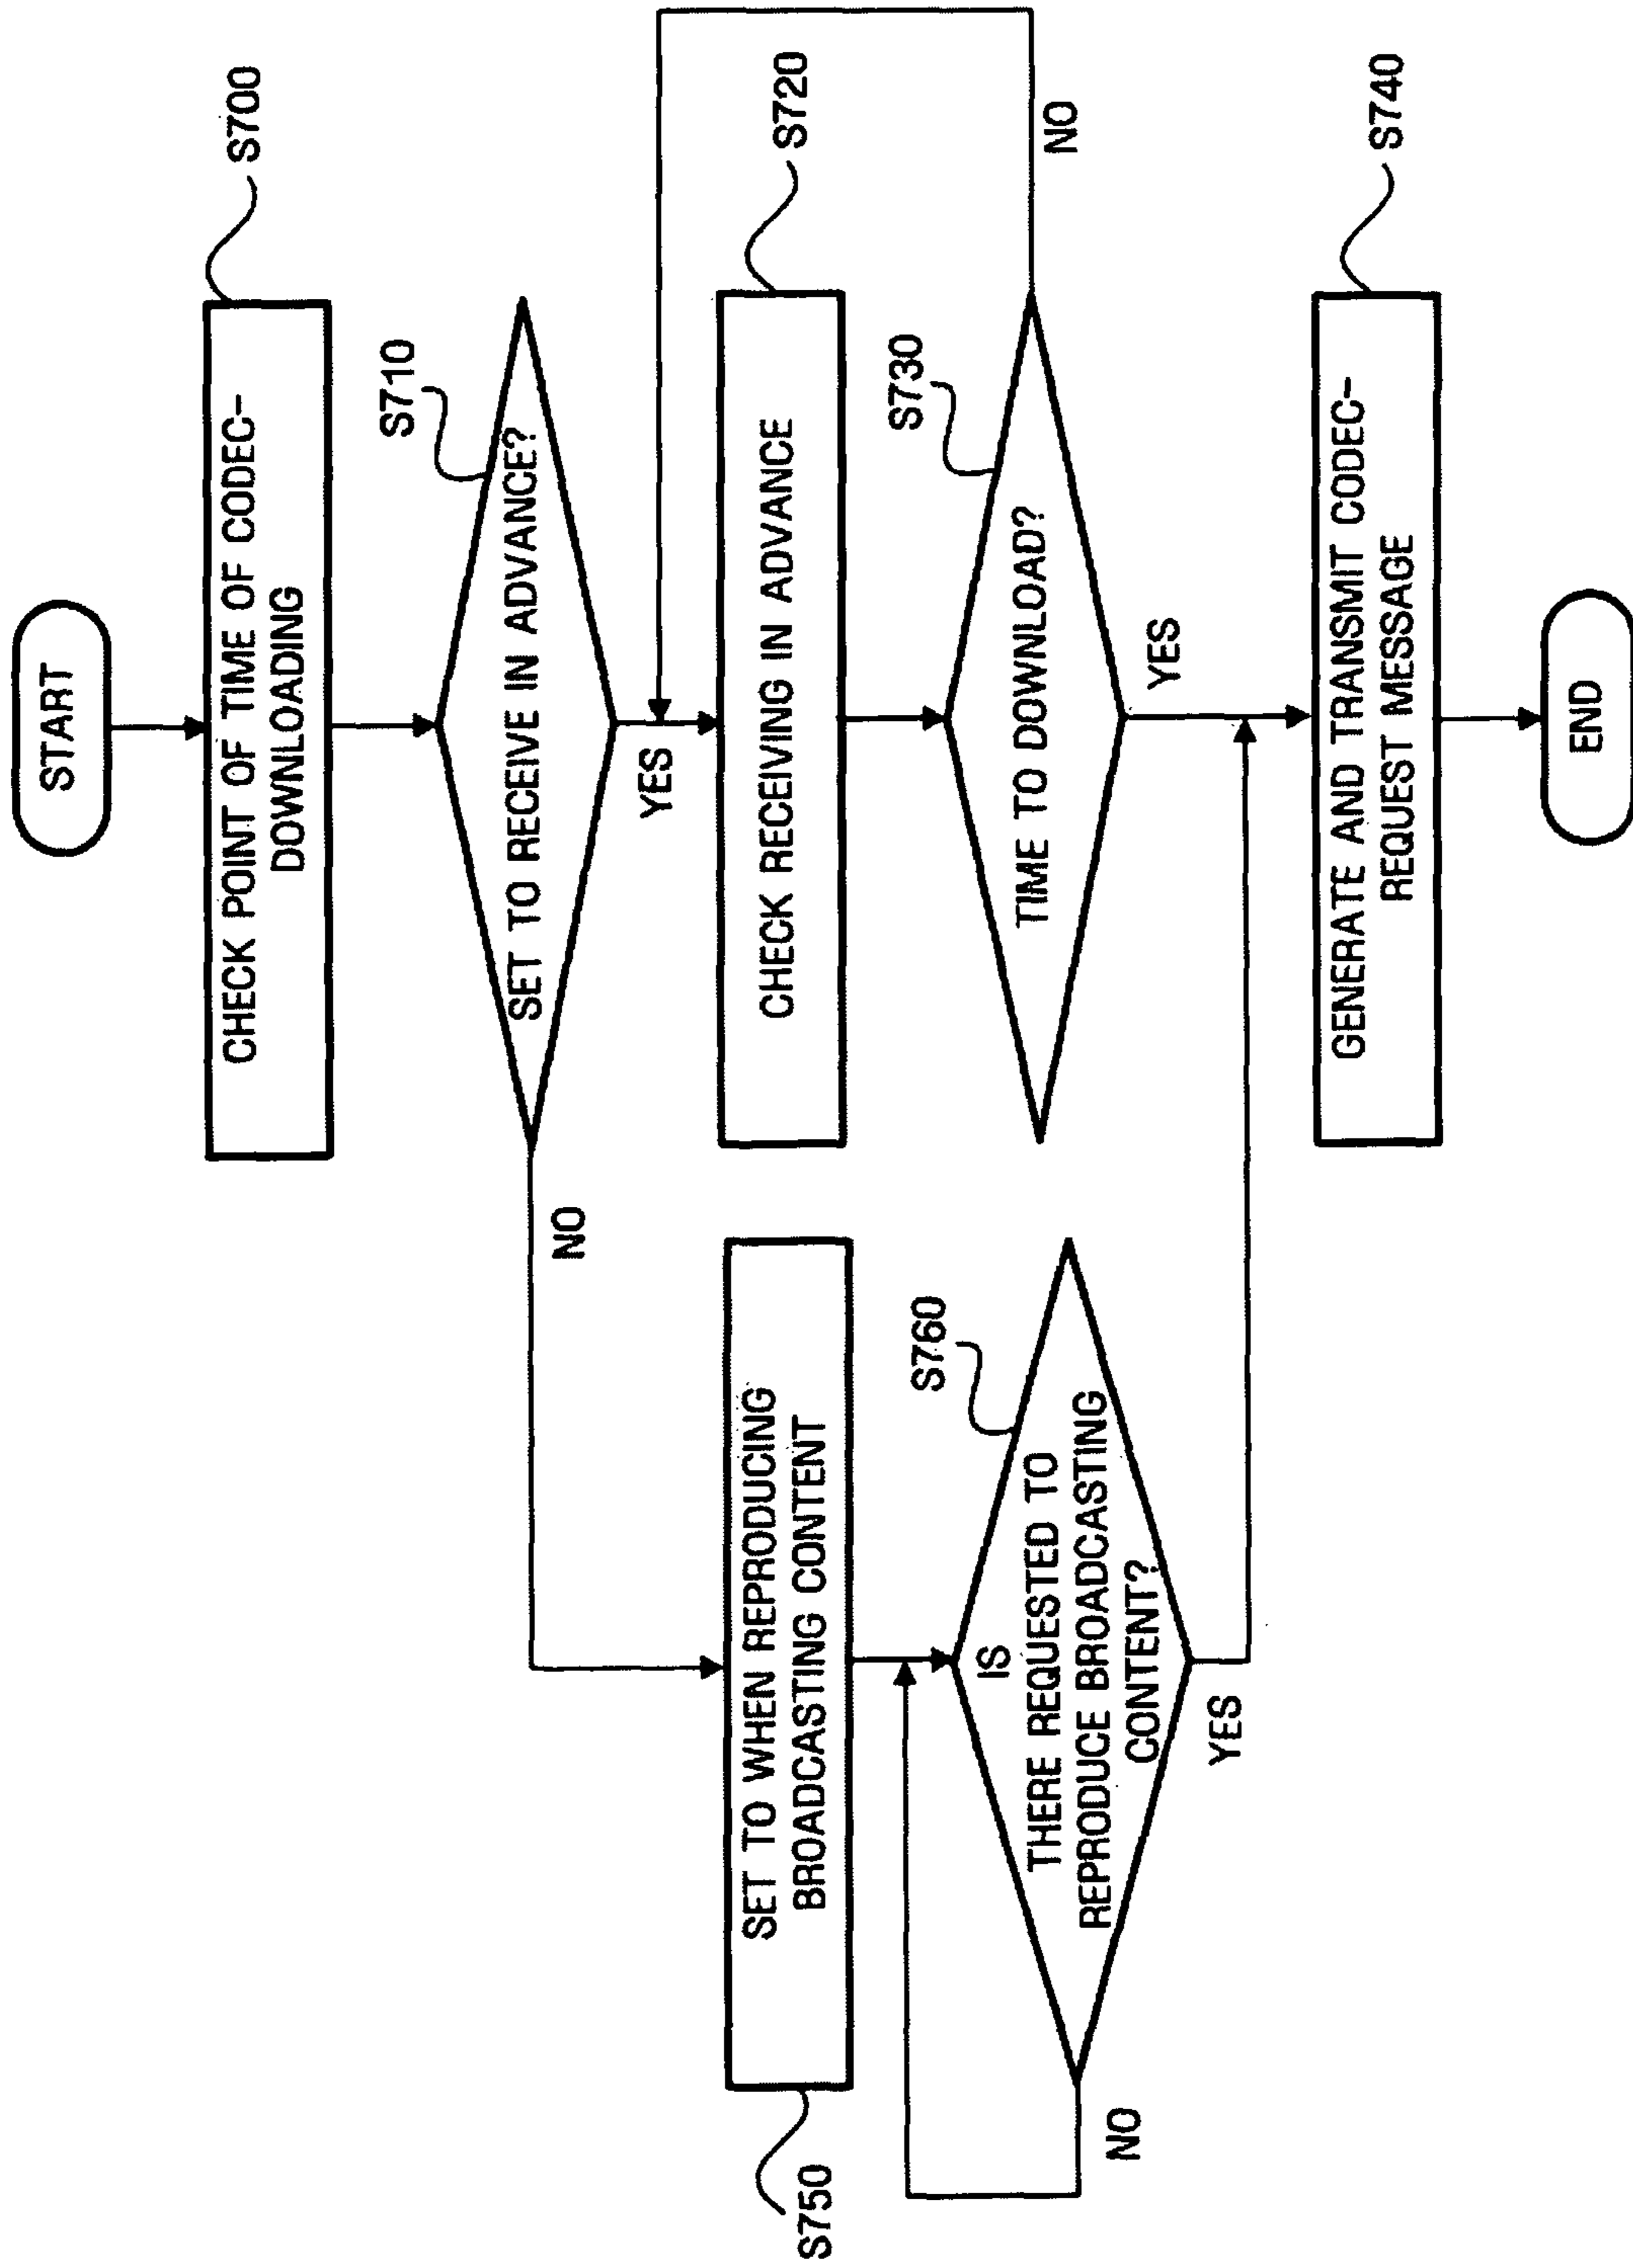 START
CHECK POINT OF TIME OF CODEC-
DOWNLOADING
S700
SET TO RECEIVE IN ADVANCE?
S710
YES
NO
CHECK RECEIVING IN ADVANCE
S720
TIME TO DOWNLOAD?
S730
NO
YES
GENERATE AND TRANSMIT CODEC-
REQUEST MESSAGE
S740
END
SET TO WHEN REPRODUCING
BROADCASTING CONTENT
S750
IS
THERE REQUESTED TO
REPRODUCE BROADCASTING
CONTENT?
S760
NO
YES